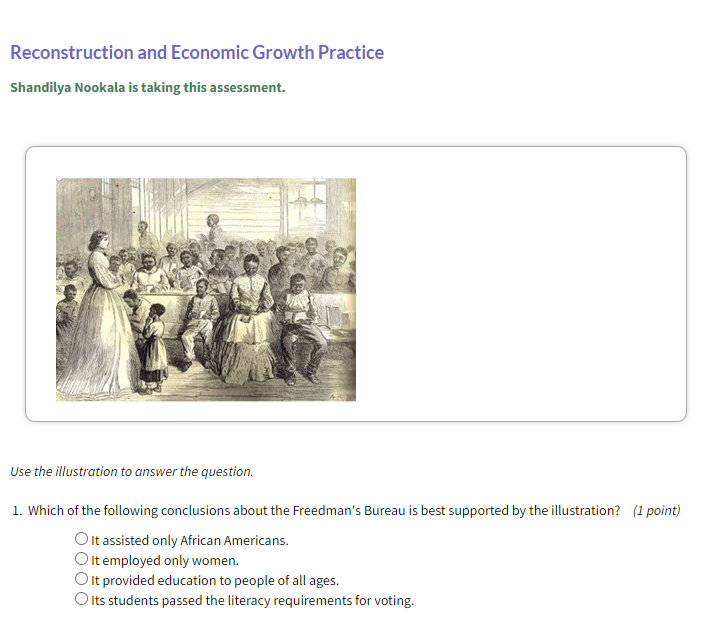 Reconstruction and Economic Growth Practice
Shandilya Nookala is taking this assessment.
Use the illustration to answer the question.
1. Which of the following conclusions about the Freedman's Bureau is best supported by the illustration? (1 point)
It assisted only African Americans.
It employed only women.
It provided education to people of all ages.
Its students passed the literacy requirements for voting.